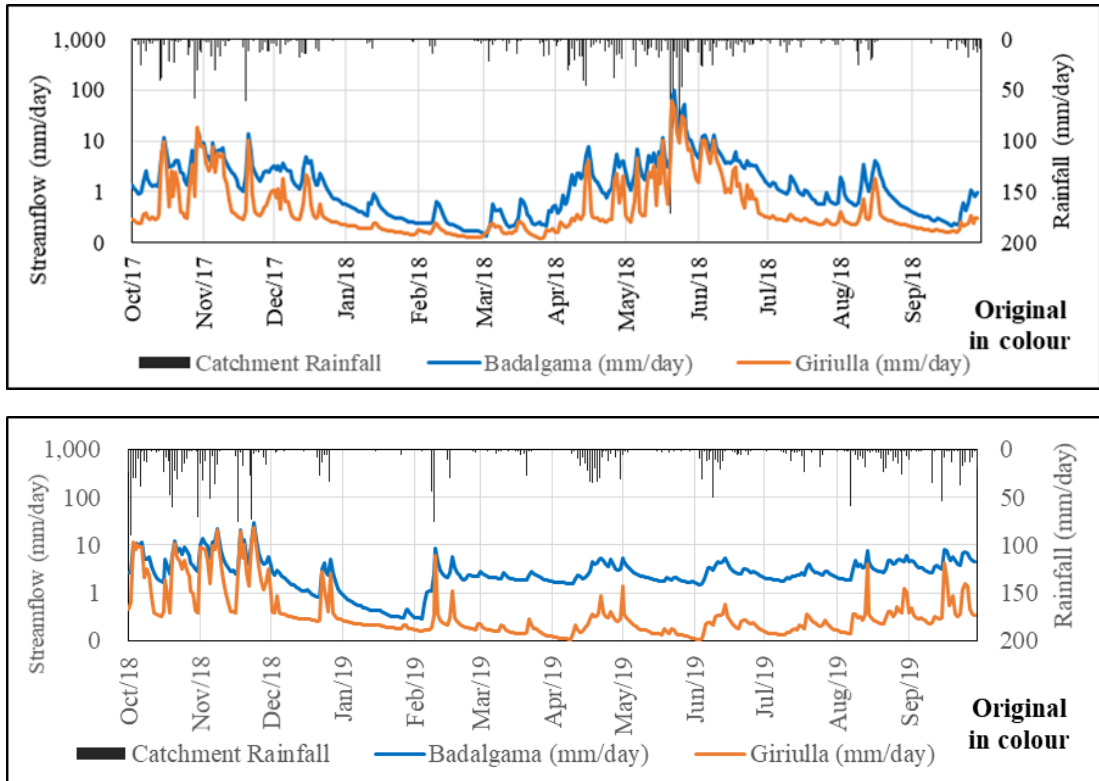 1,000
100
10
1
0
Streamflow (mm/day)
0
50
100
150
200
Rainfall (mm/day)
Oct/17
Nov/17
Dec/17
Jan/18
Feb/18
Mar/18
Apr/18
May/18
Jun/18
Jul/18
Aug/18
Sep/18
Original
in colour
Catchment Rainfall Badalgama (mm/day) Giriulla (mm/day)
1,000
100
10
1
0
Streamflow (mm/day)
0
50
100
150
200
Rainfall (mm/day)
Oct/18
Nov/18
Dec/18
Jan/19
Feb/19
Mar/19
Apr/19
May/19
Jun/19
Jul/19
Aug/19
Sep/19
Original
in colour
Catchment Rainfall Badalgama (mm/day) Giriulla (mm/day)